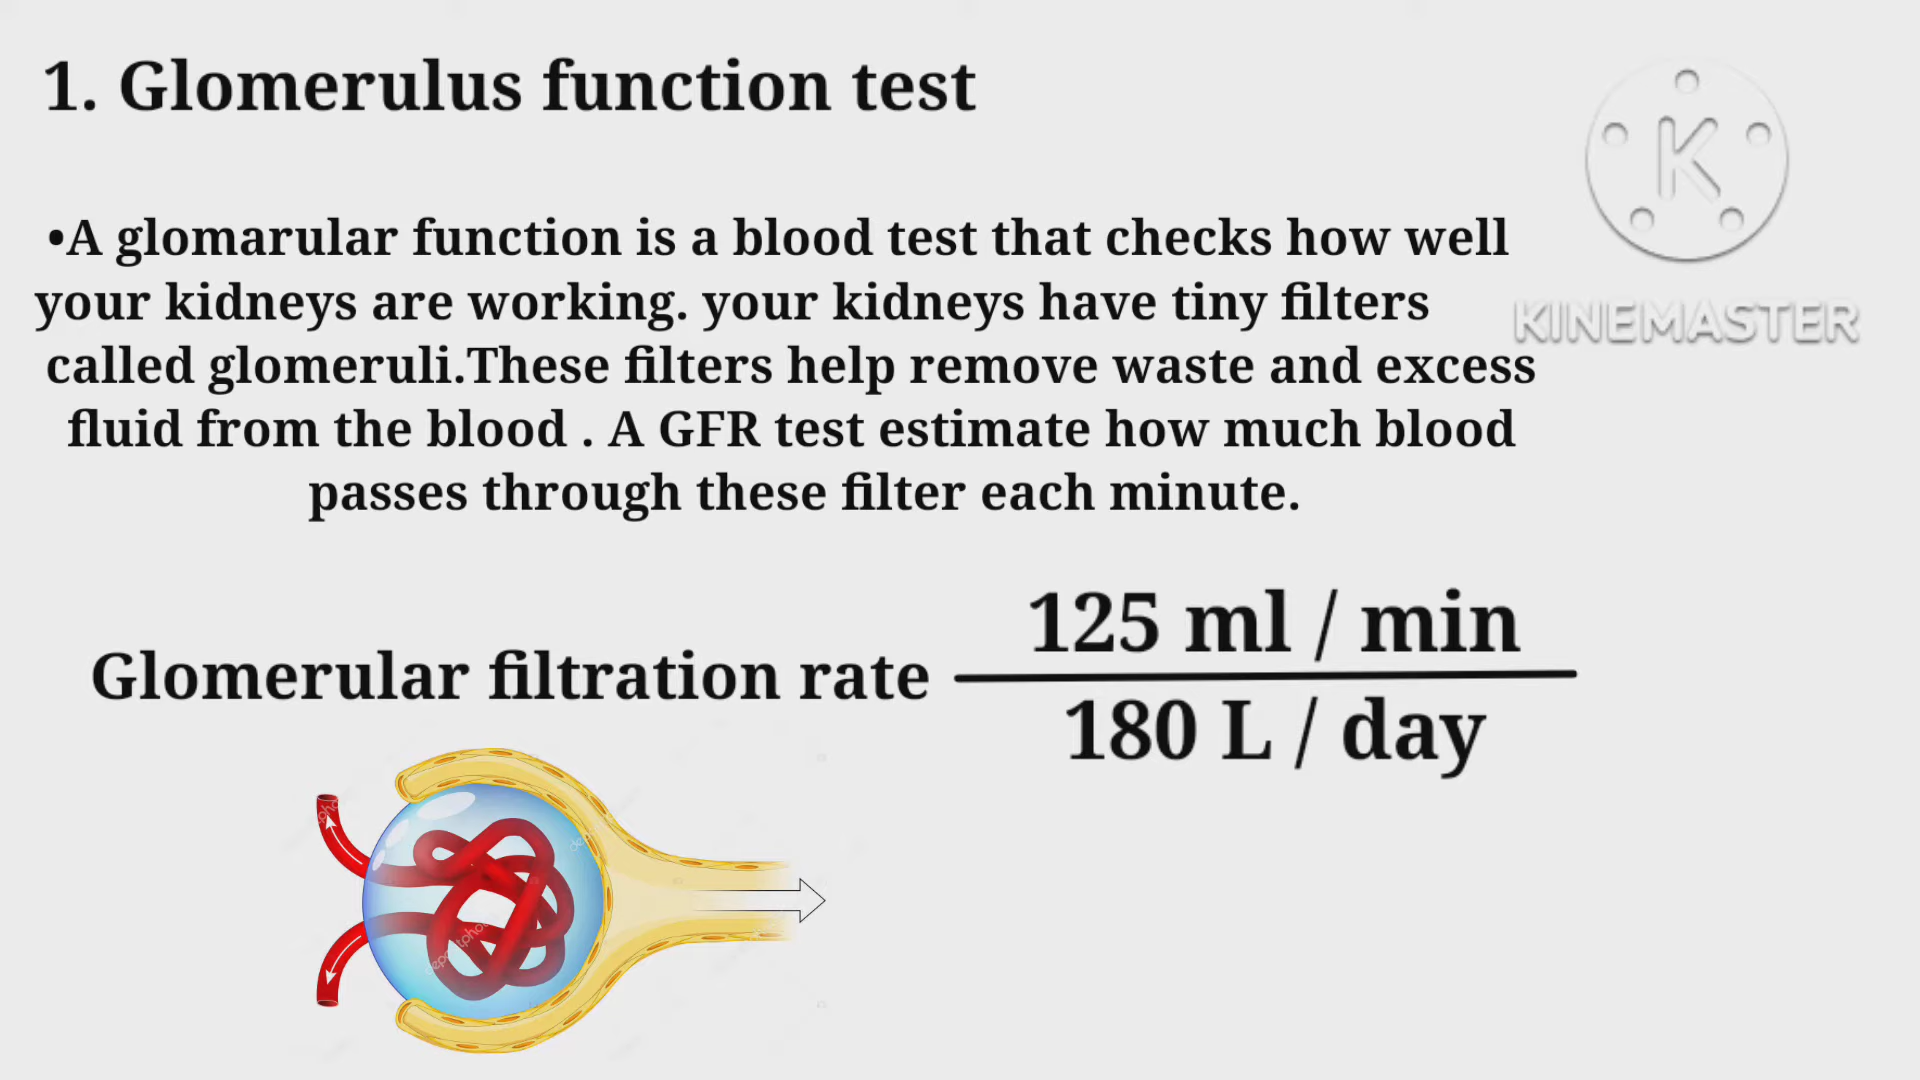 1. Glomerulus function test
•A glomarular function is a blood test that checks how well
your kidneys are working. your kidneys have tiny filters
called glomeruli.These filters help remove waste and excess
fluid from the blood . A GFR test estimate how much blood
passes through these filter each minute.
K
KINEMASTER
Glomerular filtration rate
125 ml / min
180 L / day